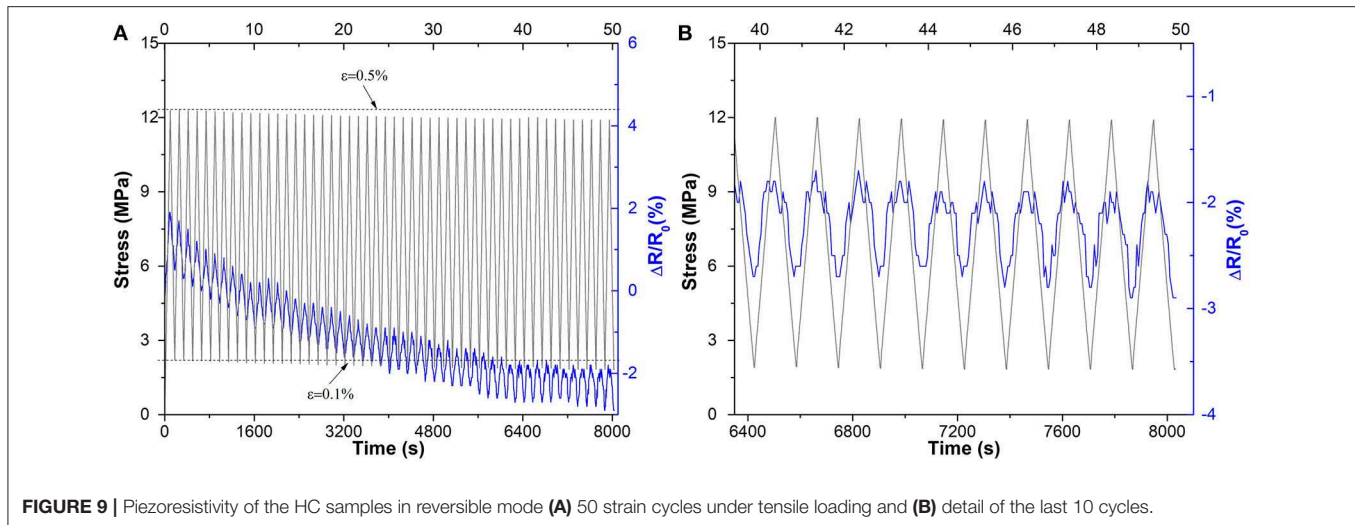 A
0 10 20 30 40 50
15
12
9
6
3
0
Stress (MPa)
ε=0.5%
ε=0.1%
6
4
2
0
-2
ΔR/R0(%)
0 1600 3200 4800 6400 8000
Time (s)
B
40 42 44 46 48 50
15
12
9
6
3
0
Stress (MPa)
-1
-2
-3
-4
ΔR/R0(%)
6400 6800 7200 7600 8000
Time (s)
FIGURE 9 | Piezoresistivity of the HC samples in reversible mode (A) 50 strain cycles under tensile loading and (B) detail of the last 10 cycles.